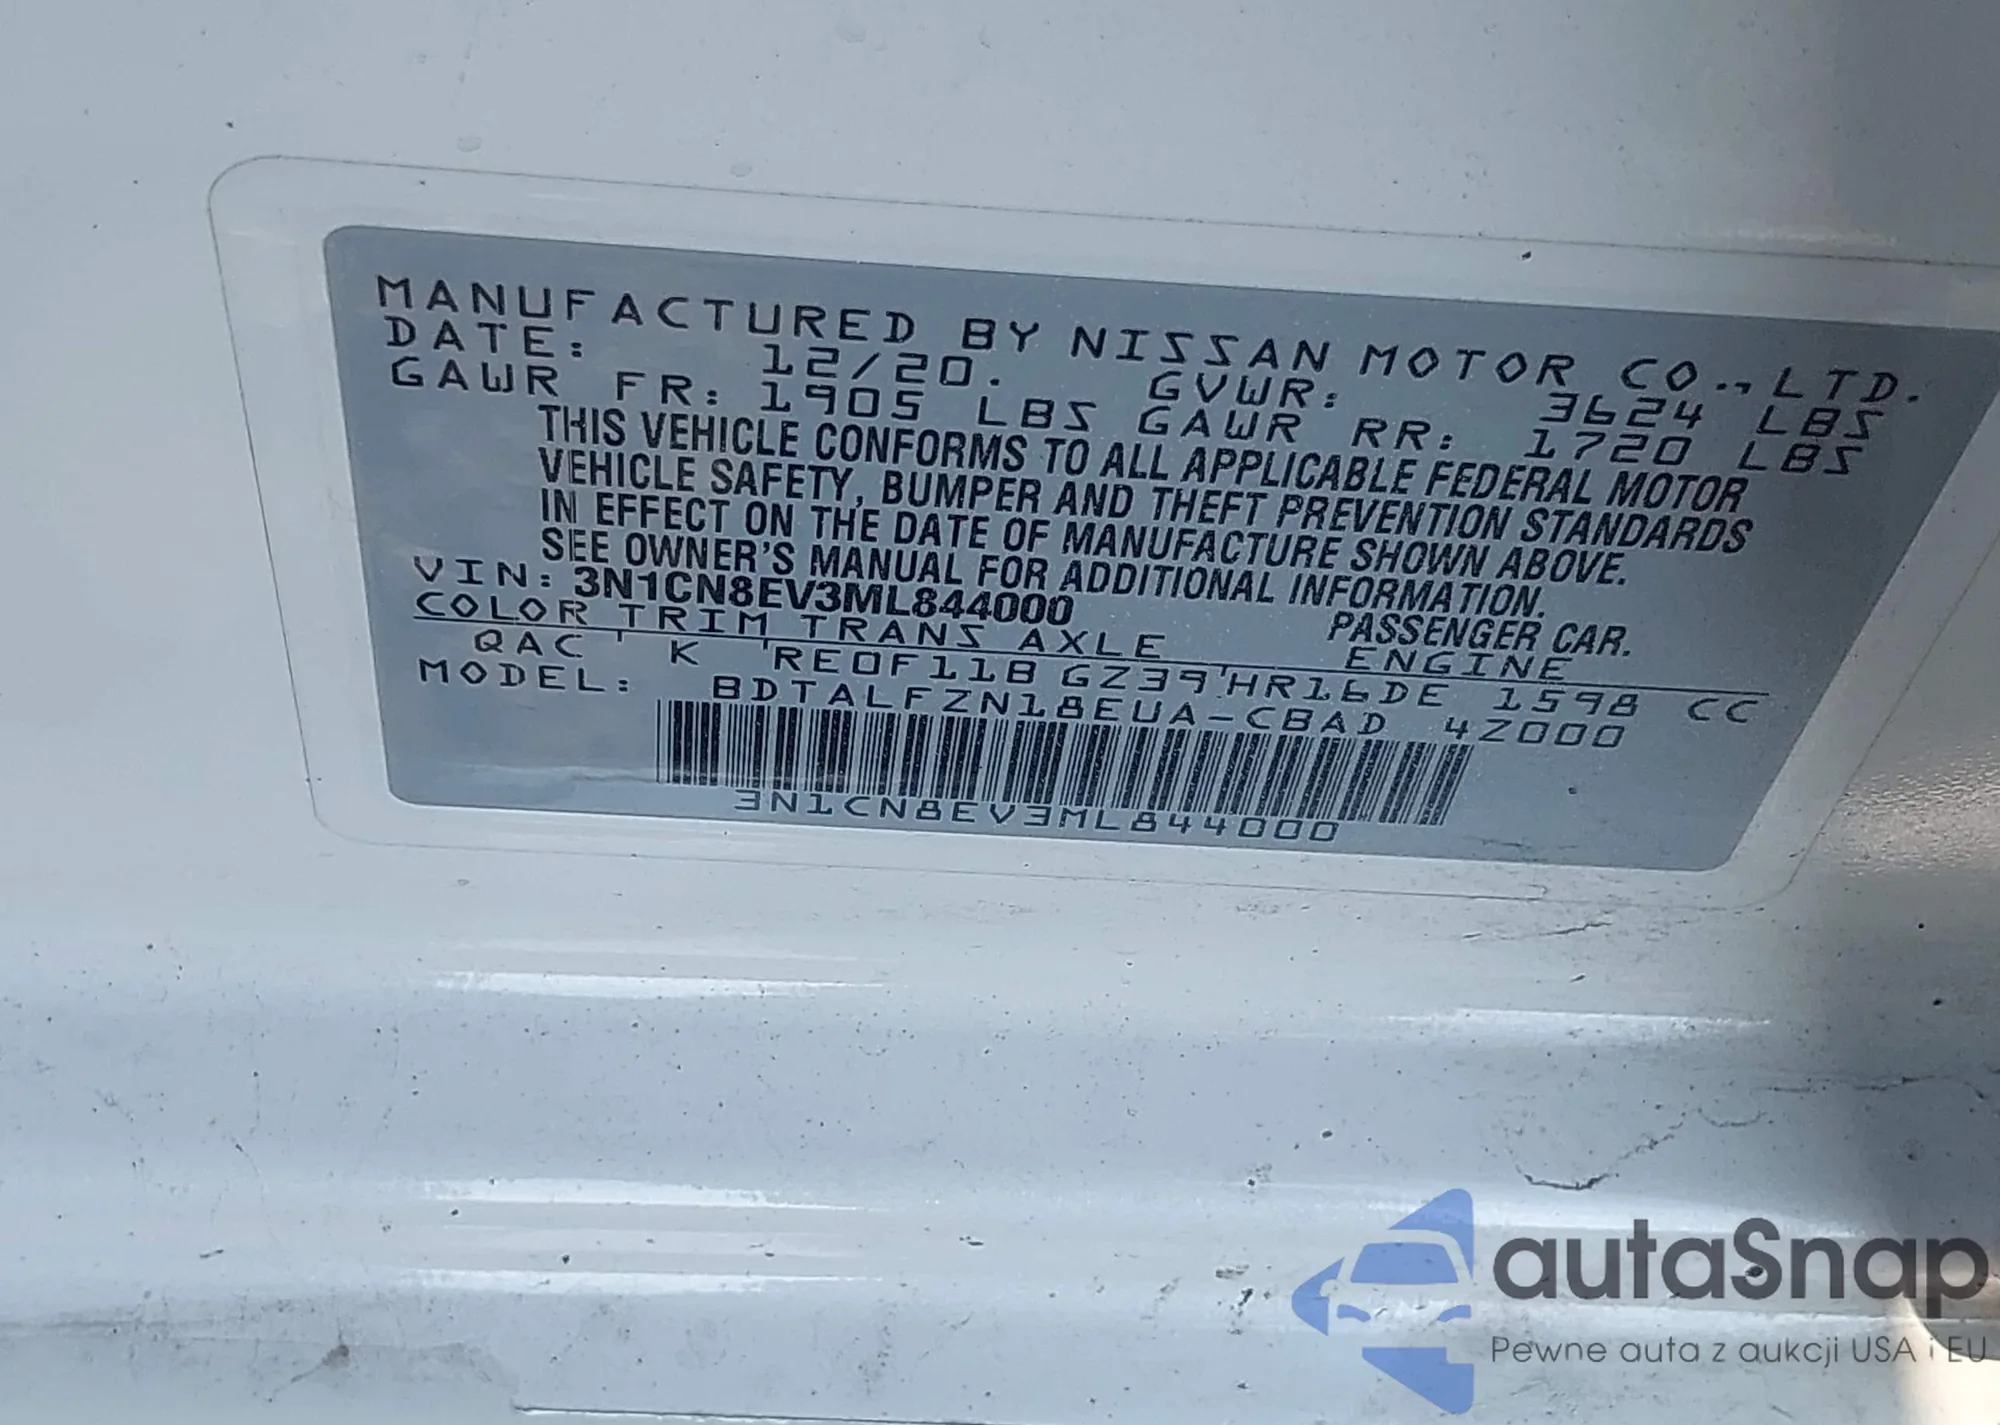 MANUFACTURED BY NISSAN MOTOR CO., LTD.
DATE: 12/20. GVWR: 3624 LBS
GAWR FR: 1905 LBS GAWR RR: 1720 LBS
THIS VEHICLE CONFORMS TO ALL APPLICABLE FEDERAL MOTOR
VEHICLE SAFETY, BUMPER AND THEFT PREVENTION STANDARDS
IN EFFECT ON THE DATE OF MANUFACTURE SHOWN ABOVE.
SEE OWNER'S MANUAL FOR ADDITIONAL INFORMATION.
VIN: 3N1CN8EV3ML844000 PASSENGER CAR.
COLOR TRIM TRANS AXLE ENGINE
QAC K RE0F11B GZ39 HR16DE 1598 CC
MODEL: BDTALFZN18EUA-CBAD 4Z000
3N1CN8EV3ML844000
autaSnap
Pewne auta z aukcji USA i EU